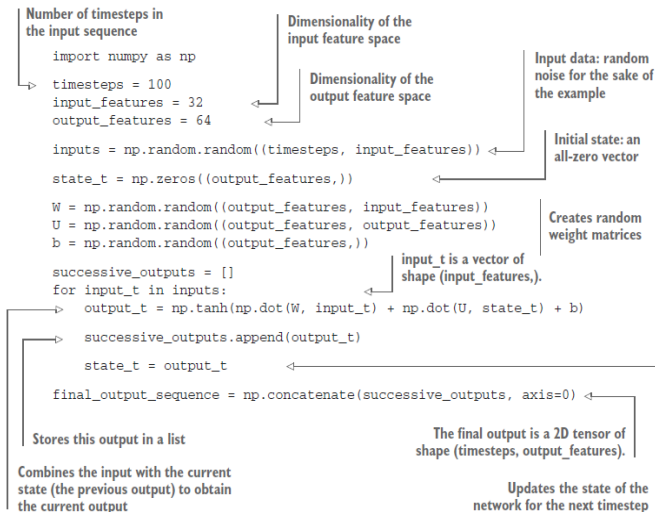 Number of timesteps in
the input sequence
Dimensionality of the
input feature space
import numpy as np
Input data: random
noise for the sake of
the example
timesteps = 100
input_features = 32
output_features = 64
Dimensionality of the
output feature space
inputs = np.random.random((timesteps, input_features))
Initial state: an
all-zero vector
state_t = np.zeros((output_features,))
W = np.random.random((output_features, input_features))
U = np.random.random((output_features, output_features))
b = np.random.random((output_features,))
Creates random
weight matrices
successive_outputs = []
input_t is a vector of
shape (input_features,).
for input_t in inputs:
output_t = np.tanh(np.dot(W, input_t) + np.dot(U, state_t) + b)
successive_outputs.append(output_t)
state_t = output_t
final_output_sequence = np.concatenate(successive_outputs, axis=0)
Stores this output in a list
The final output is a 2D tensor of
shape (timesteps, output_features).
Combines the input with the current
state (the previous output) to obtain
the current output
Updates the state of the
network for the next timestep